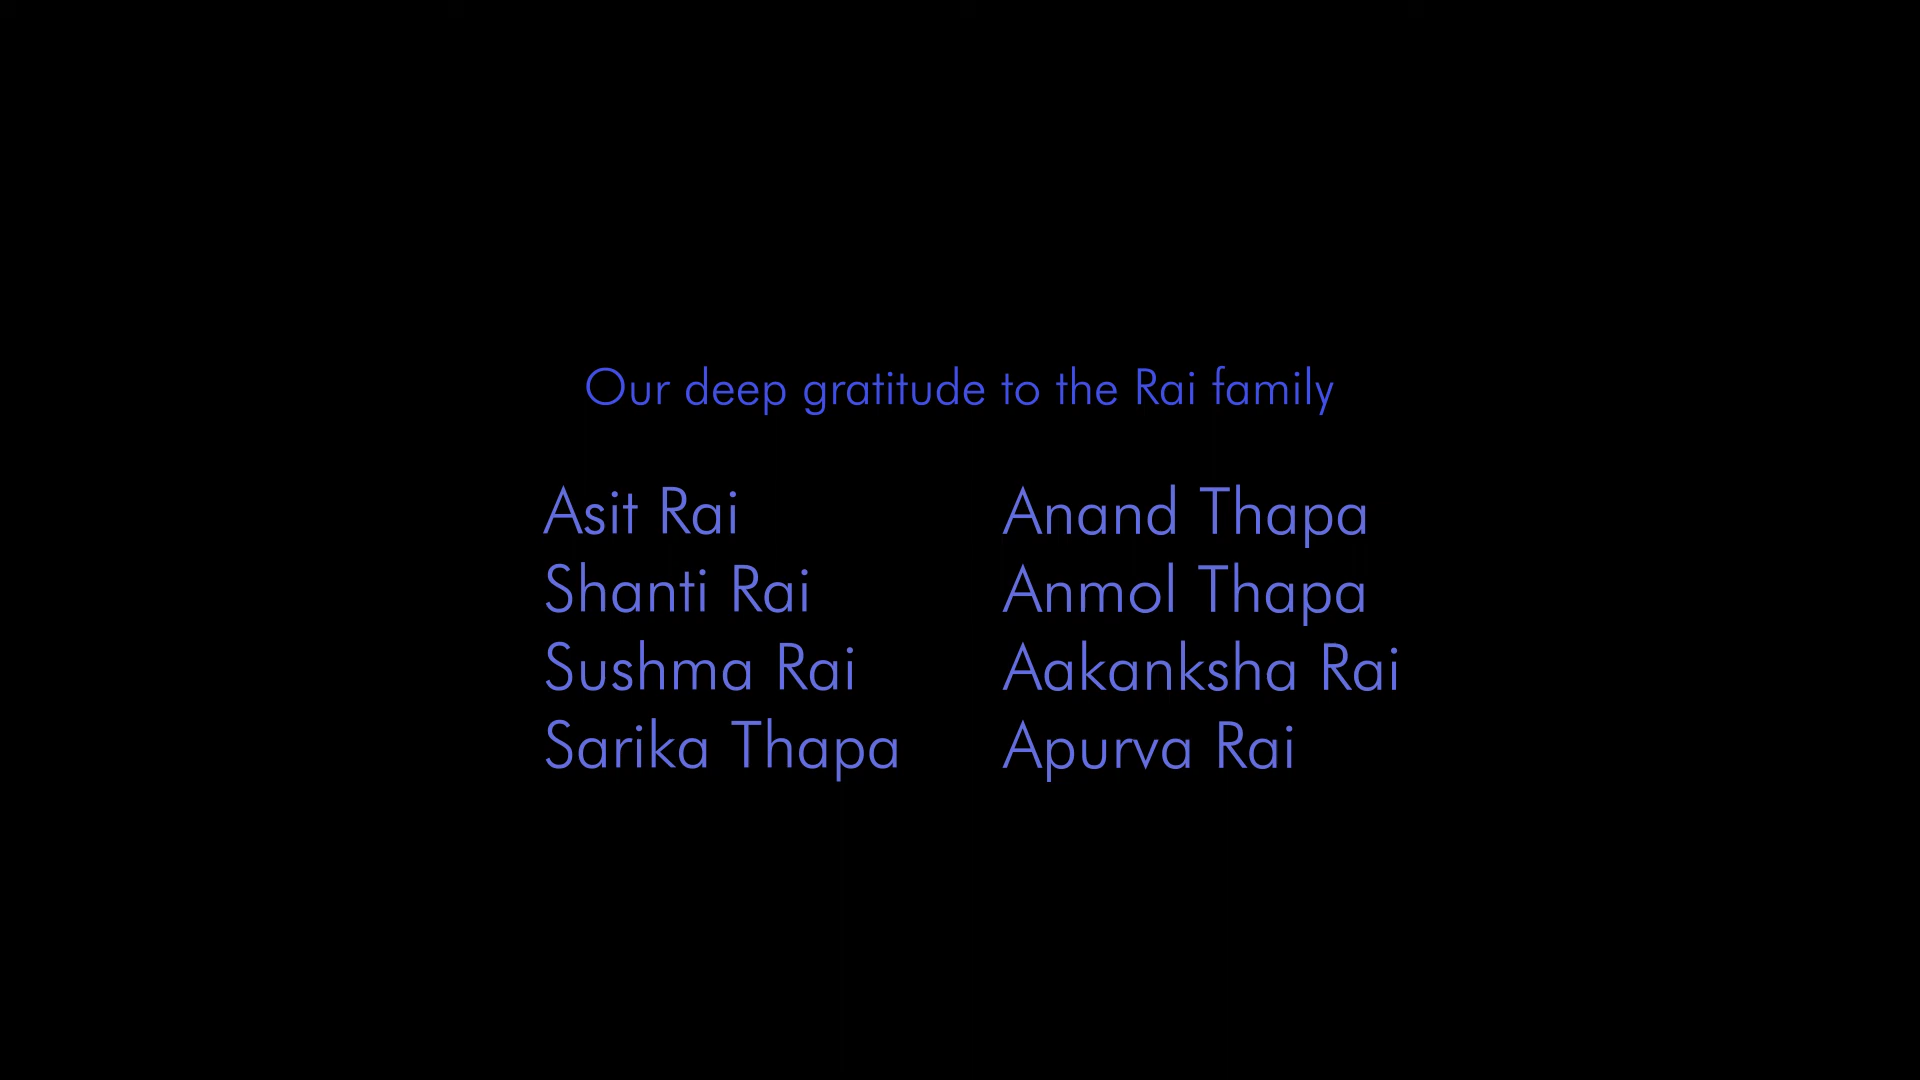 Our deep gratitude to the Rai family
Asit Rai
Shanti Rai
Sushma Rai
Sarika Thapa
Anand Thapa
Anmol Thapa
Aakanksha Rai
Apurva Rai